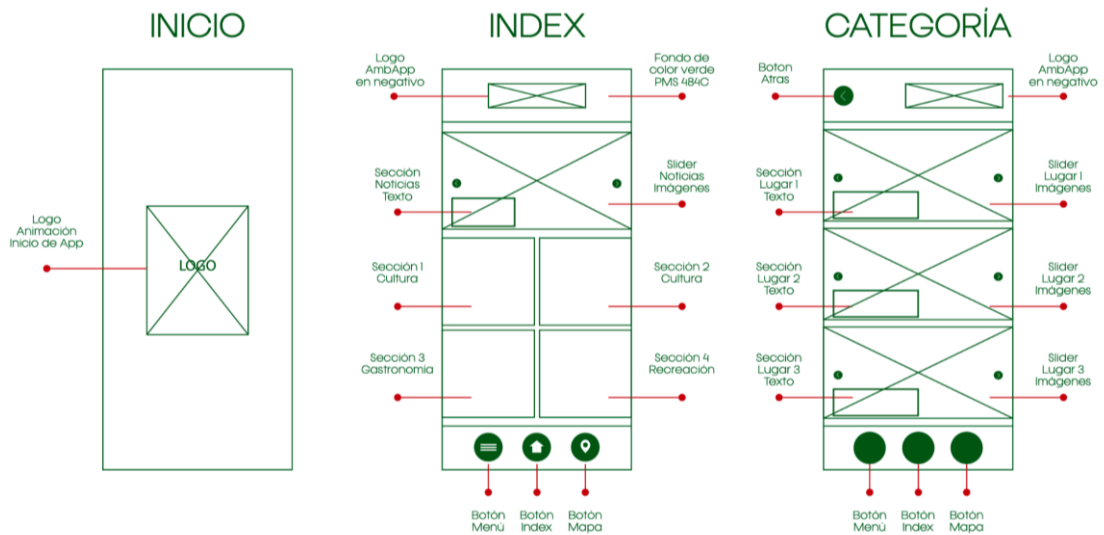 INICIO
Logo
Animación
Inicio de App
LOGO
INDEX
Logo
AmbApp
en negativo
Fondo de
color verde
PMS 484C
Sección
Noticias
Texto
Slider
Noticias
Imágenes
Sección 1
Cultura
Sección 2
Cultura
Sección 3
Gastronomia
Sección 4
Recreación
Botón
Menú
Botón
Index
Botón
Mapa
CATEGORÍA
Boton
Atras
Logo
AmbApp
en negativo
Sección
Lugar 1
Texto
Slider
Lugar 1
Imágenes
Sección
Lugar 2
Texto
Slider
Lugar 2
Imágenes
Sección
Lugar 3
Texto
Slider
Lugar 3
Imágenes
Botón
Menú
Botón
Index
Botón
Mapa